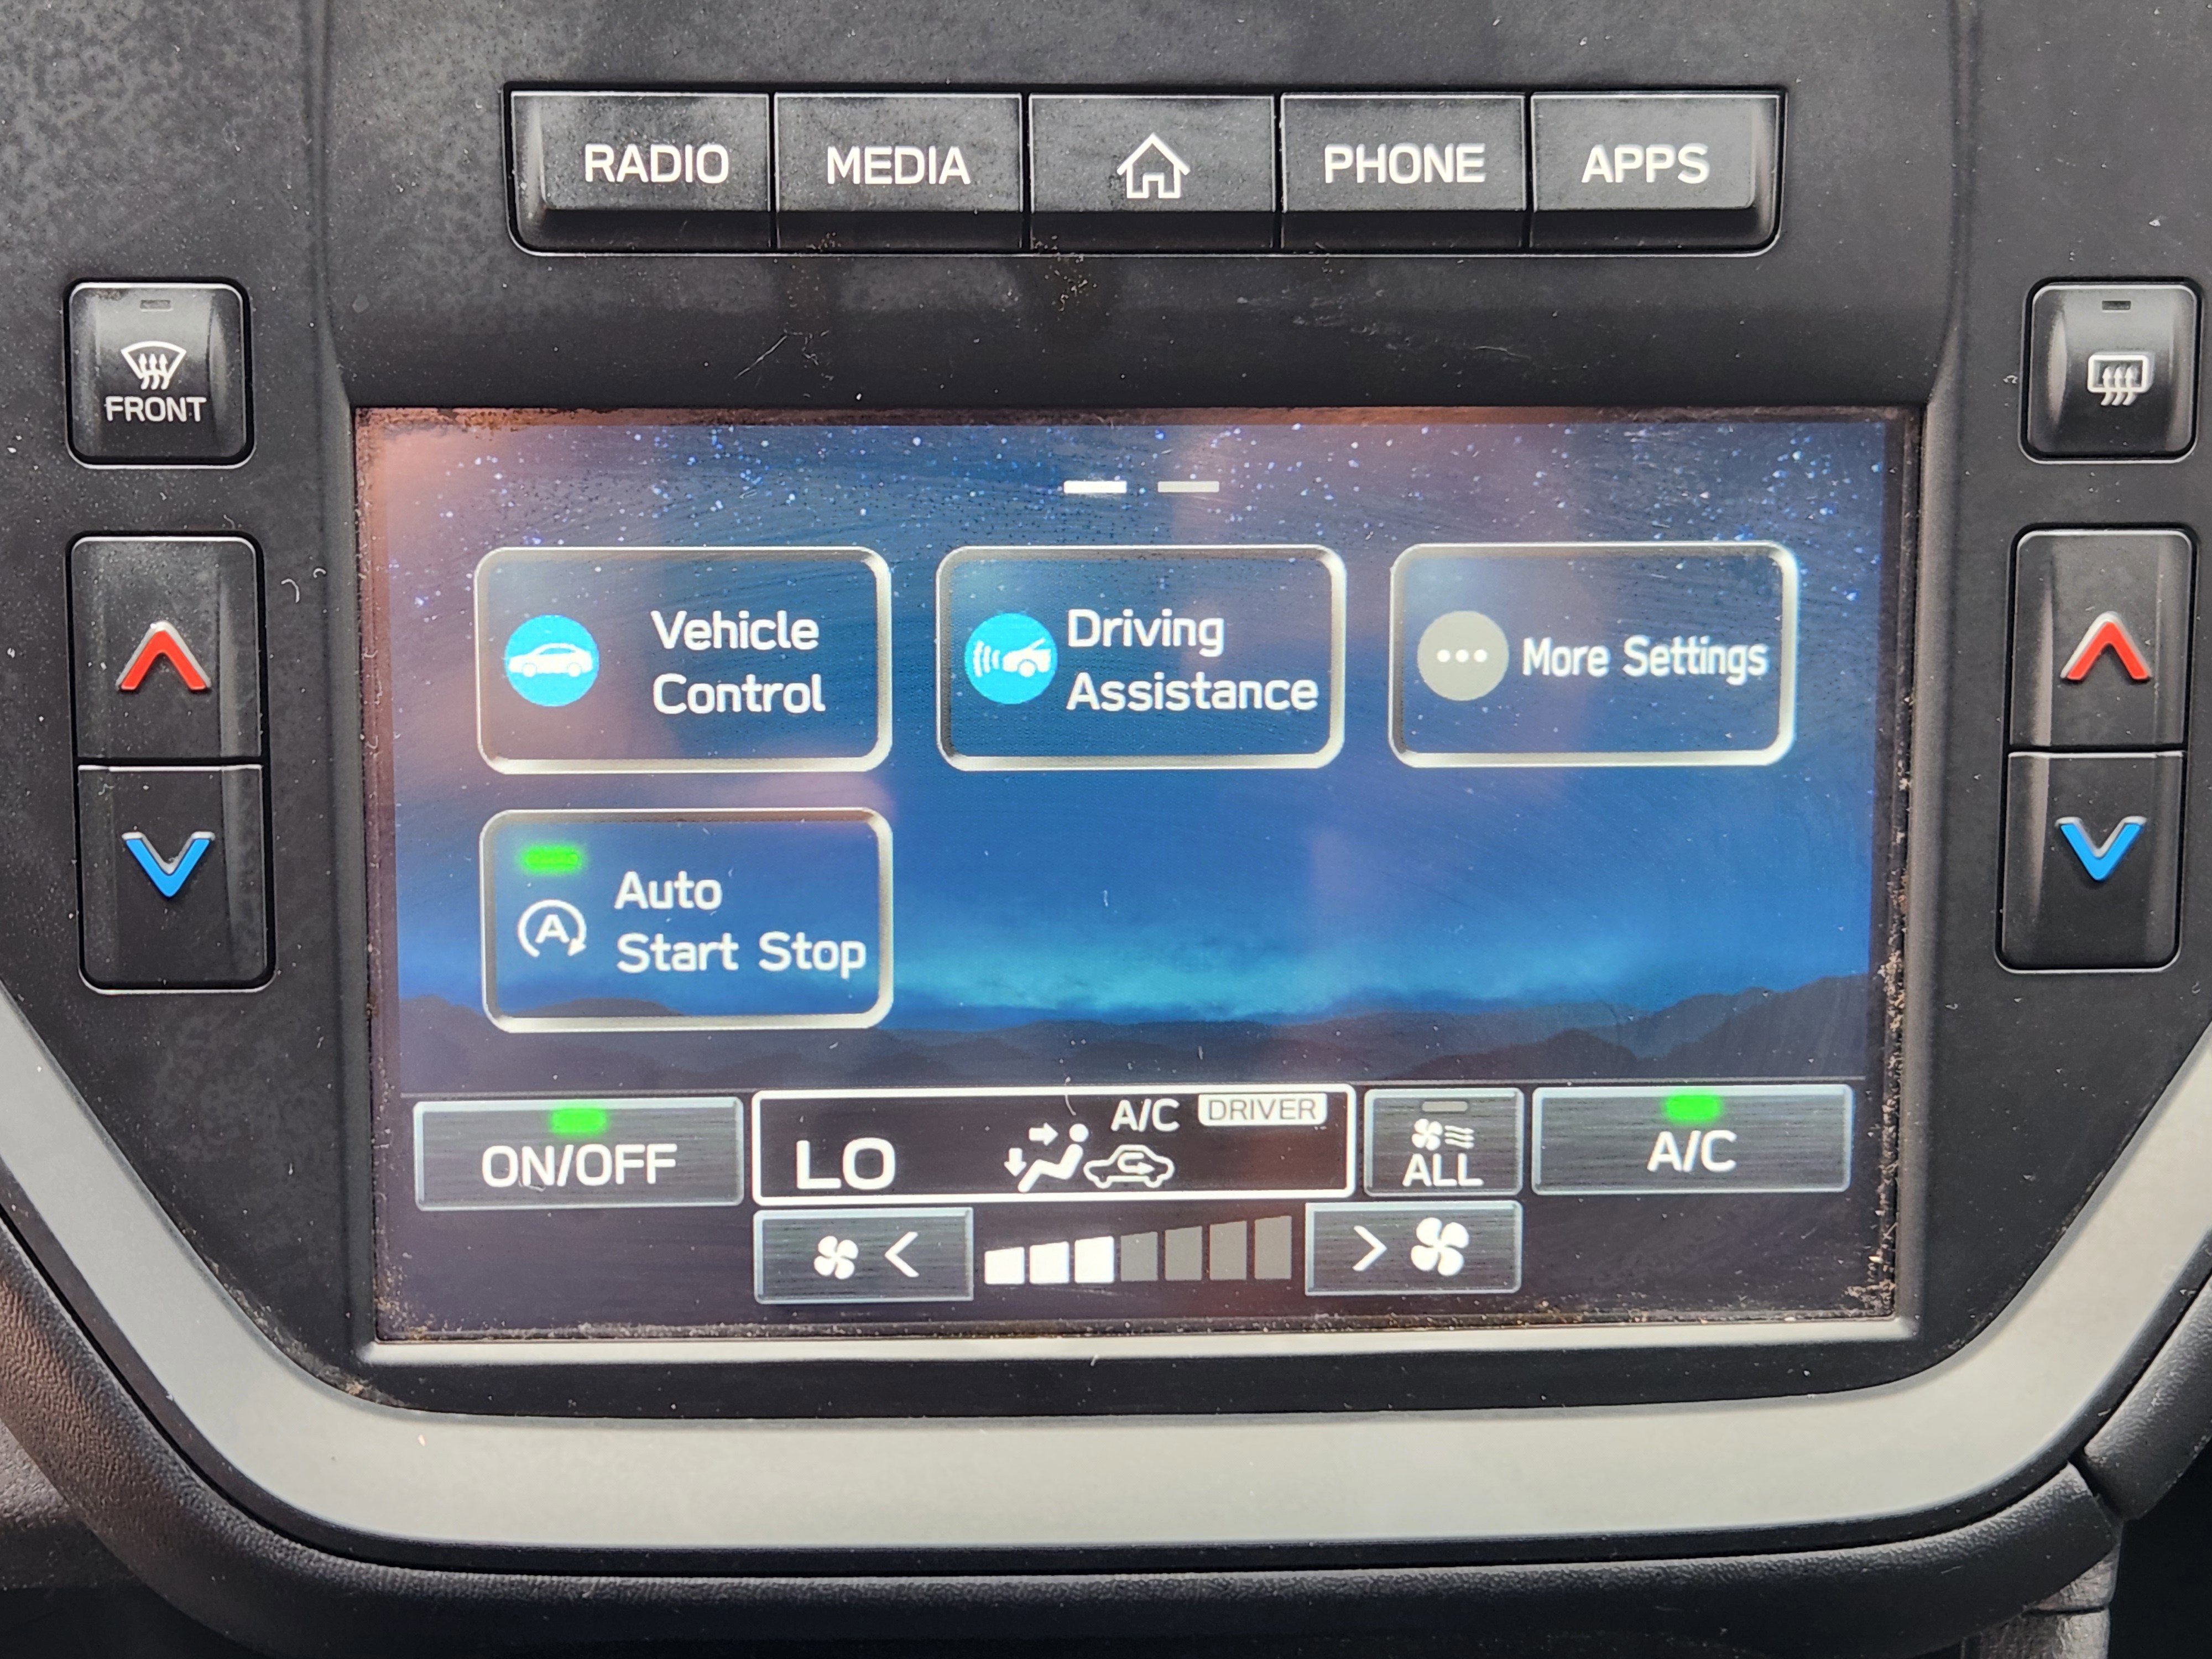 RADIO
MEDIA
PHONE
APPS
FRONT
Vehicle
Control
Driving
Assistance
More Settings
Auto
Start Stop
A
ON/OFF
LO
A/C
DRIVER
ALL
A/C